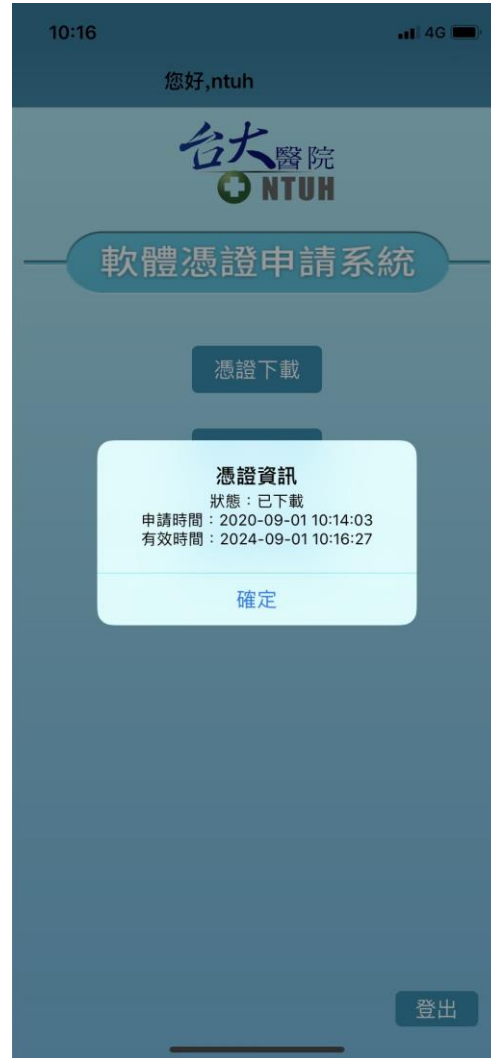 10:16
4G
您好,ntuh
台大醫院
NTUH
軟體憑證申請系統
憑證下載
憑證資訊
狀態：已下載
申請時間：2020-09-01 10:14:03
有效時間：2024-09-01 10:16:27
確定
登出